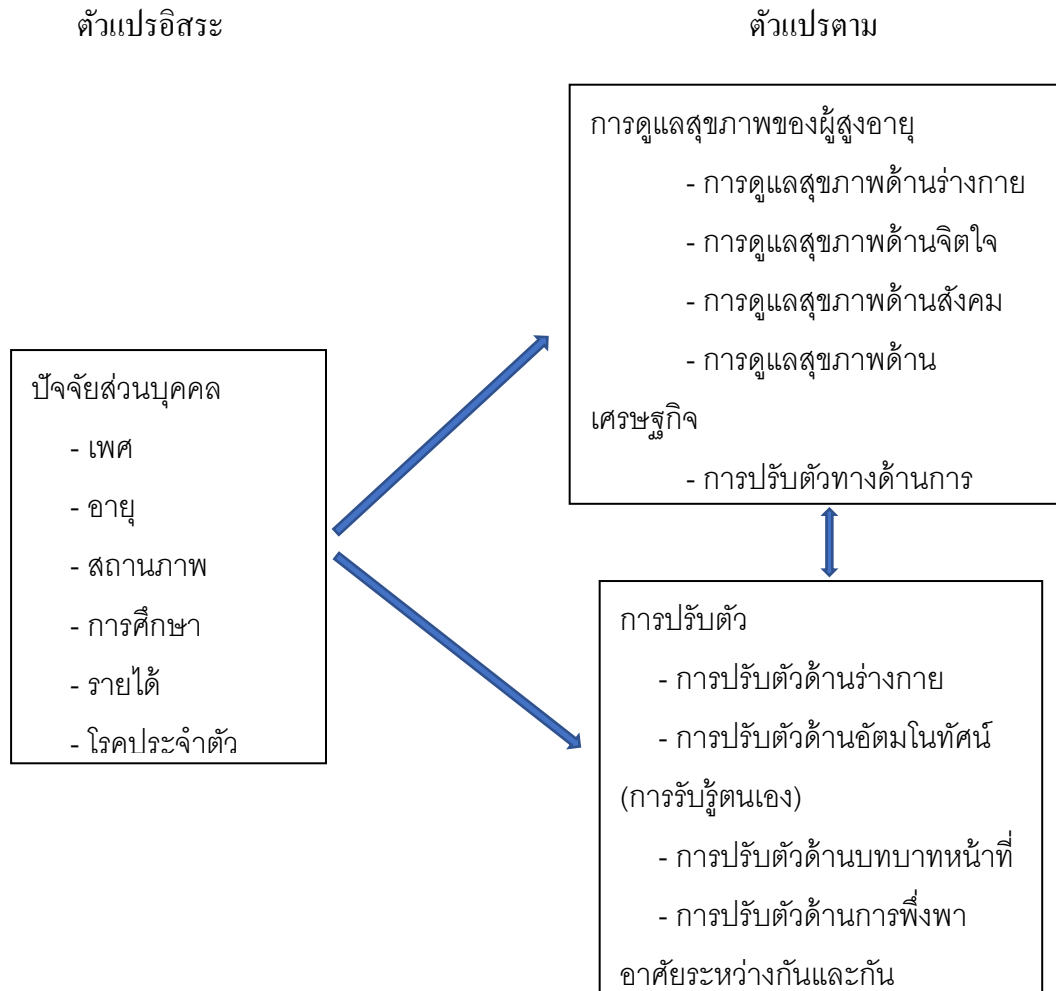 ตัวแปรอิสระ
ตัวแปรตาม
การดูแลสุขภาพของผู้สูงอายุ
- การดูแลสุขภาพด้านร่างกาย
- การดูแลสุขภาพด้านจิตใจ
- การดูแลสุขภาพด้านสังคม
- การดูแลสุขภาพด้าน
เศรษฐกิจ
- การปรับตัวทางด้านการ
ปัจจัยส่วนบุคคล
- เพศ
- อายุ
- สถานภาพ
- การศึกษา
- รายได้
- โรคประจำตัว
การปรับตัว
- การปรับตัวด้านร่างกาย
- การปรับตัวด้านอัตมโนทัศน์
(การรับรู้ตนเอง)
- การปรับตัวด้านบทบาทหน้าที่
- การปรับตัวด้านการพึ่งพา
อาศัยระหว่างกันและกัน